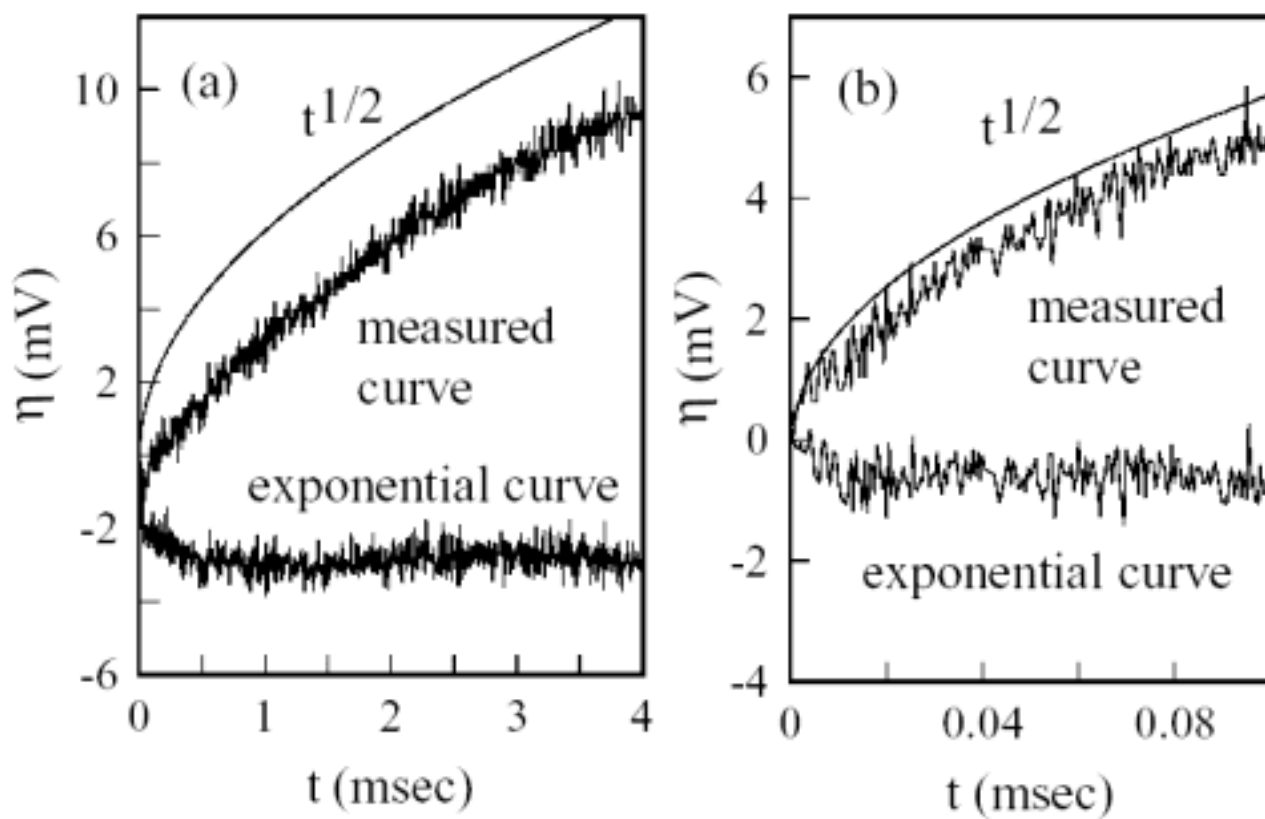 (a)
t1/2
measured
curve
exponential curve
10
6
2
-2
-6
η (mV)
0 1 2 3 4
t (msec)
(b)
t1/2
measured
curve
exponential curve
6
4
2
0
-2
-4
η (mV)
0 0.04 0.08
t (msec)